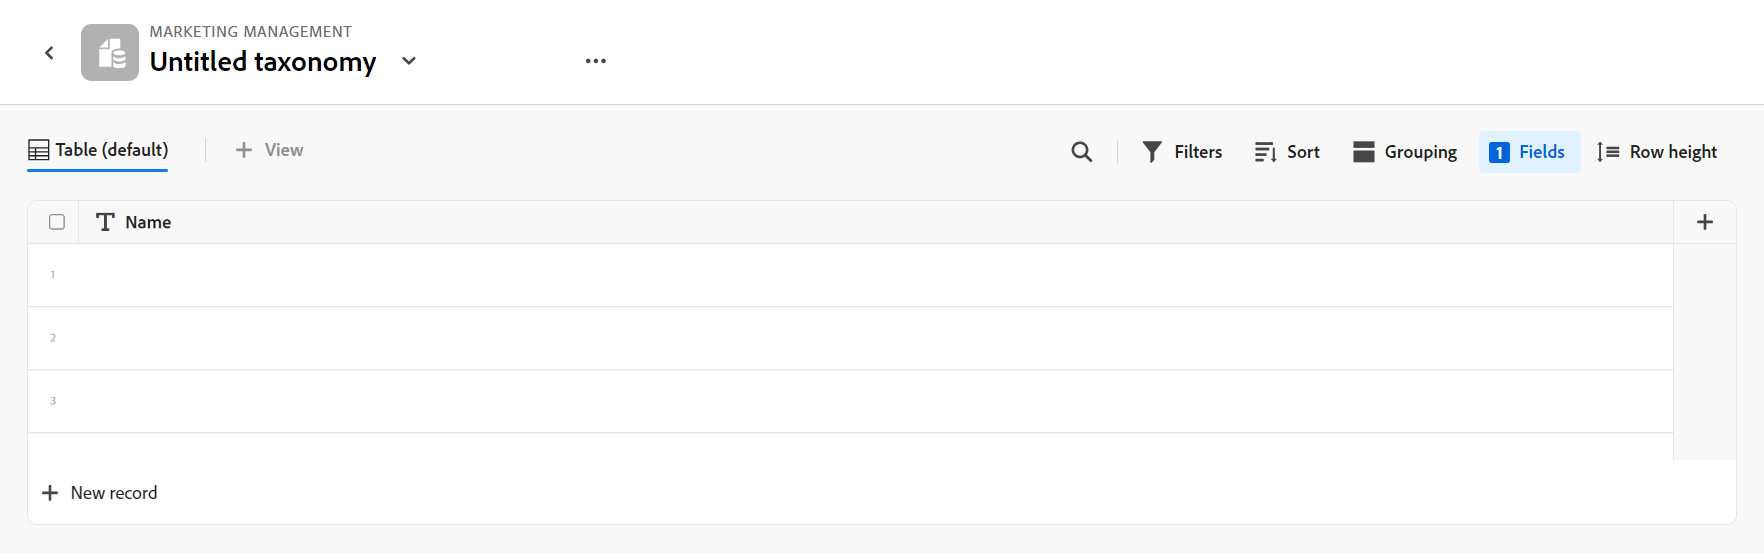 MARKETING MANAGEMENT
Untitled taxonomy
Table (default)
View
Filters
Sort
Grouping
1 Fields
Row height
Name
1
2
3
New record